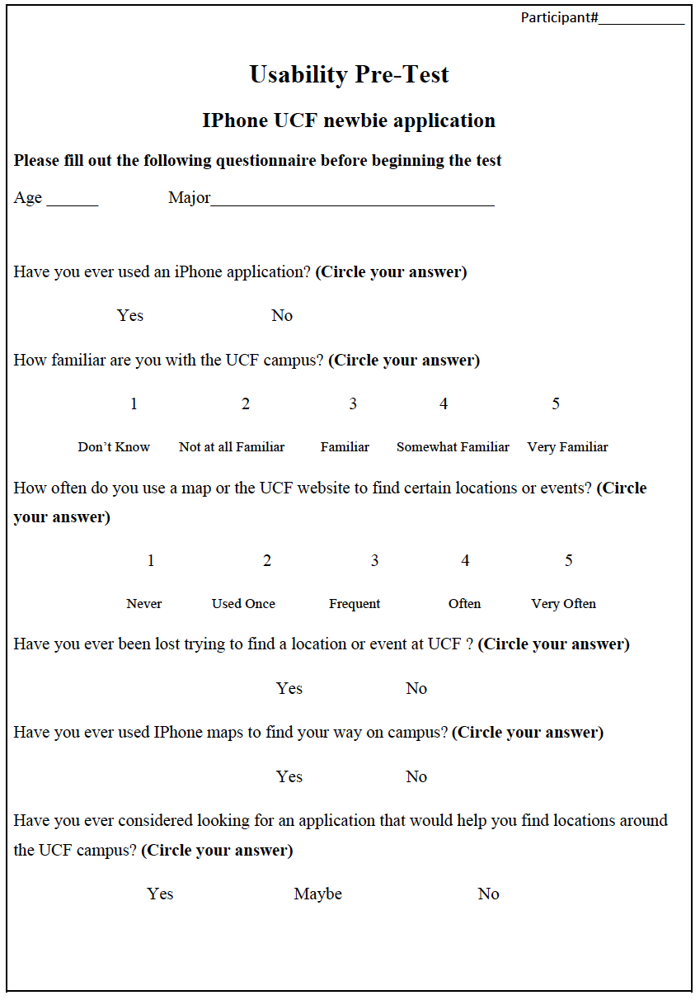 Participant#____________
Usability Pre-Test
IPhone UCF newbie application
Please fill out the following questionnaire before beginning the test
Age ______ Major_________________________________
Have you ever used an iPhone application? (Circle your answer)
Yes No
How familiar are you with the UCF campus? (Circle your answer)
1 2 3 4 5
Don’t Know Not at all Familiar Familiar Somewhat Familiar Very Familiar
How often do you use a map or the UCF website to find certain locations or events? (Circle
your answer)
1 2 3 4 5
Never Used Once Frequent Often Very Often
Have you ever been lost trying to find a location or event at UCF ? (Circle your answer)
Yes No
Have you ever used IPhone maps to find your way on campus? (Circle your answer)
Yes No
Have you ever considered looking for an application that would help you find locations around
the UCF campus? (Circle your answer)
Yes Maybe No